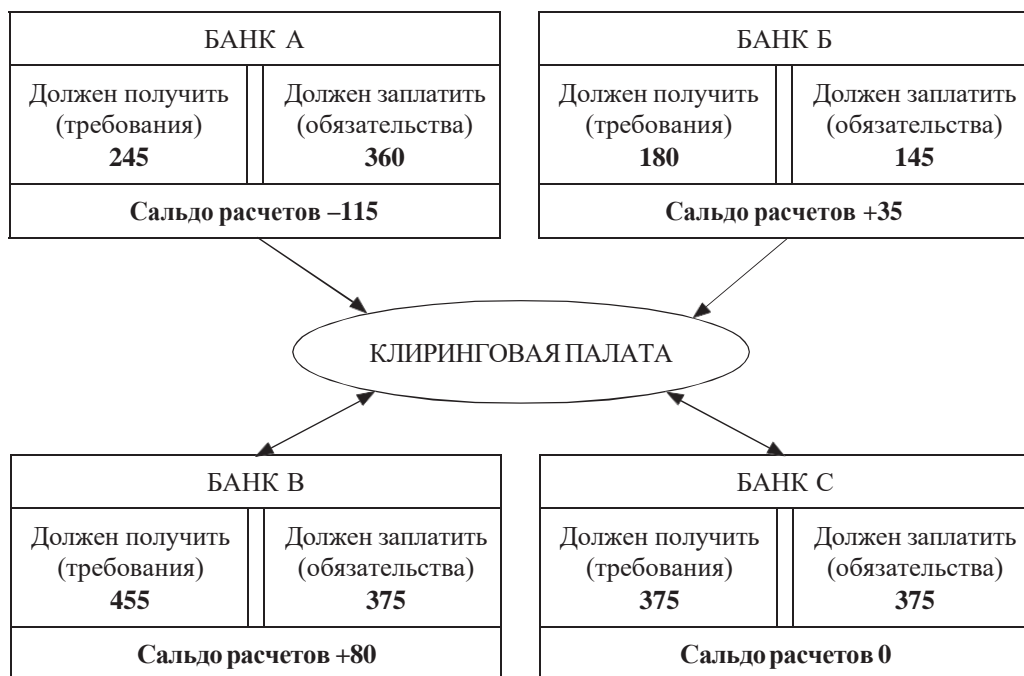 БАНК А
Должен получить
(требования)
245
Должен заплатить
(обязательства)
360
Сальдо расчетов –115
БАНК Б
Должен получить
(требования)
180
Должен заплатить
(обязательства)
145
Сальдо расчетов +35
КЛИРИНГОВАЯ ПАЛАТА
БАНК В
Должен получить
(требования)
455
Должен заплатить
(обязательства)
375
Сальдо расчетов +80
БАНК С
Должен получить
(требования)
375
Должен заплатить
(обязательства)
375
Сальдо расчетов 0